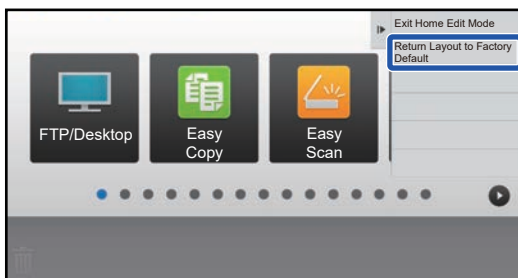 Exit Home Edit Mode
Return Layout to Factory
Default
FTP/Desktop
Easy
Copy
Easy
Scan